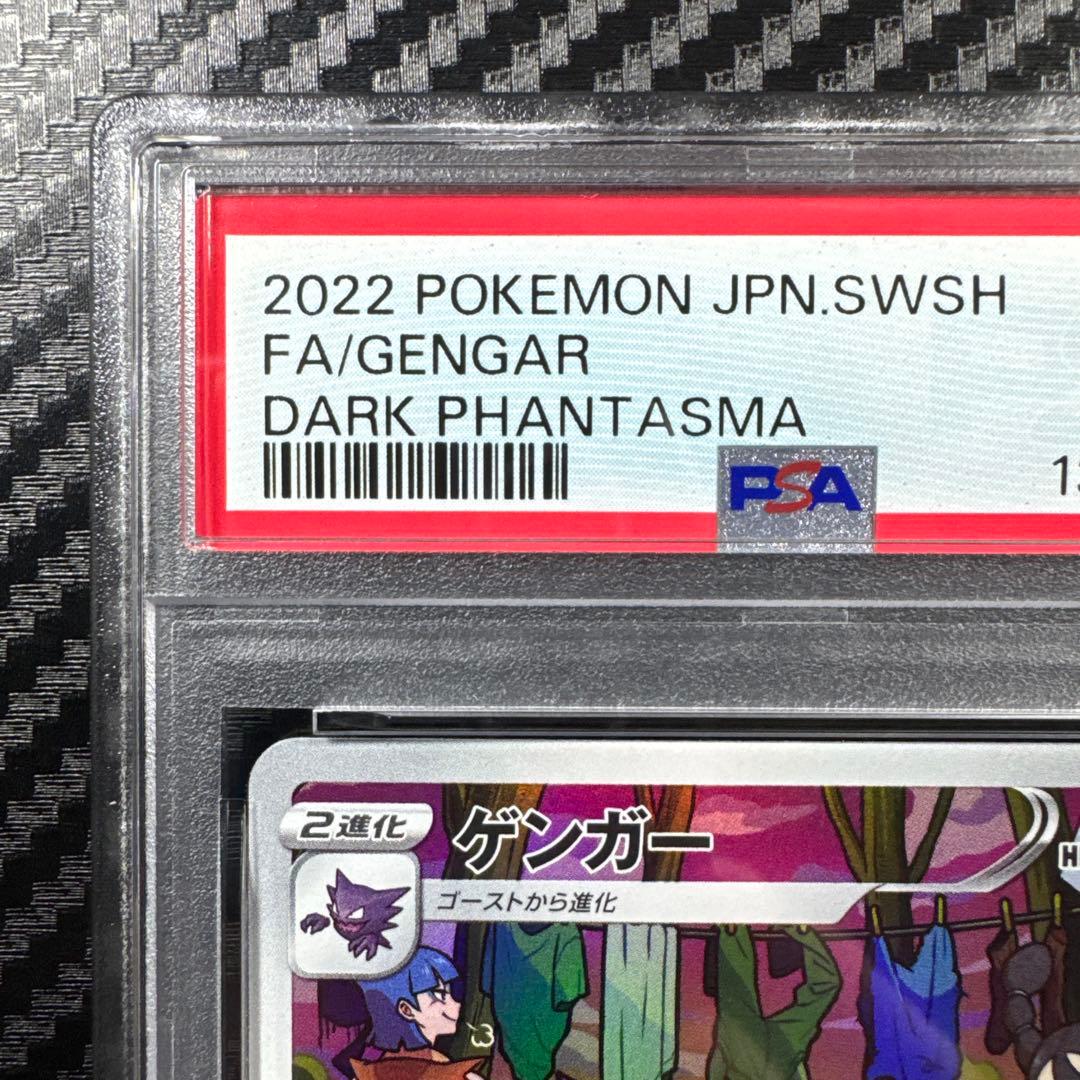 2022 POKEMON JPN.SWSH
FA/GENGAR
DARK PHANTASMA
PSA
2進化
ゲンガー
ゴーストから進化